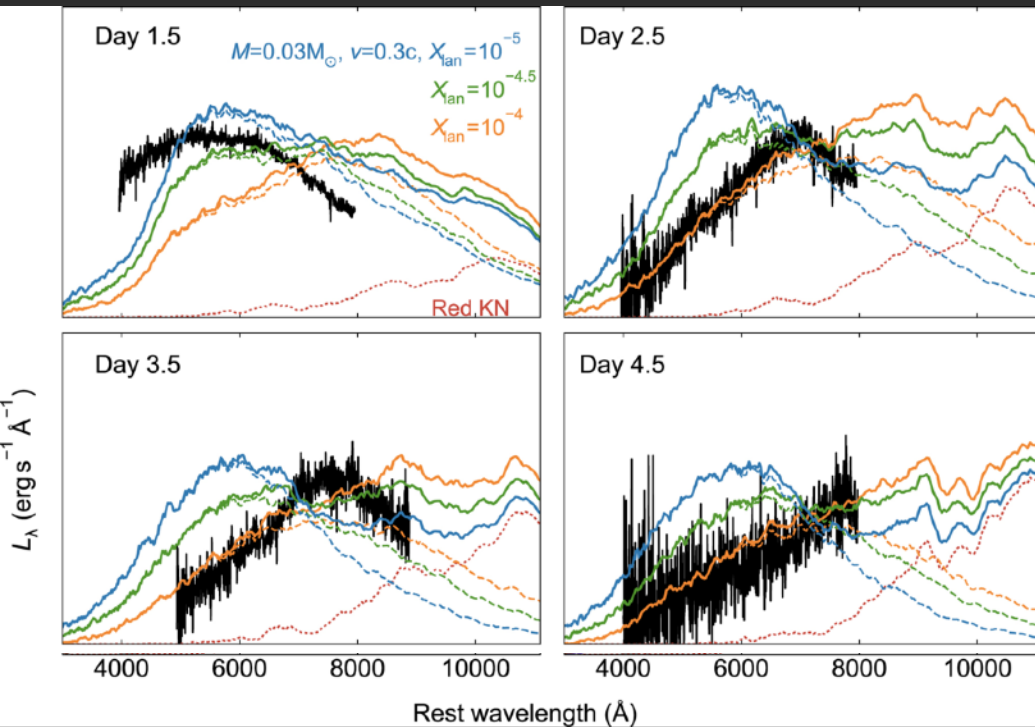 Day 1.5
M=0.03M☉, v=0.3c, Xlan=10⁻⁵
Xlan=10⁻⁴·⁵
Xlan=10⁻⁴
Red KN
Day 2.5
Day 3.5
Day 4.5
Lλ (ergs⁻¹ Å⁻¹)
4000 6000 8000 10000
4000 6000 8000 10000
Rest wavelength (Å)